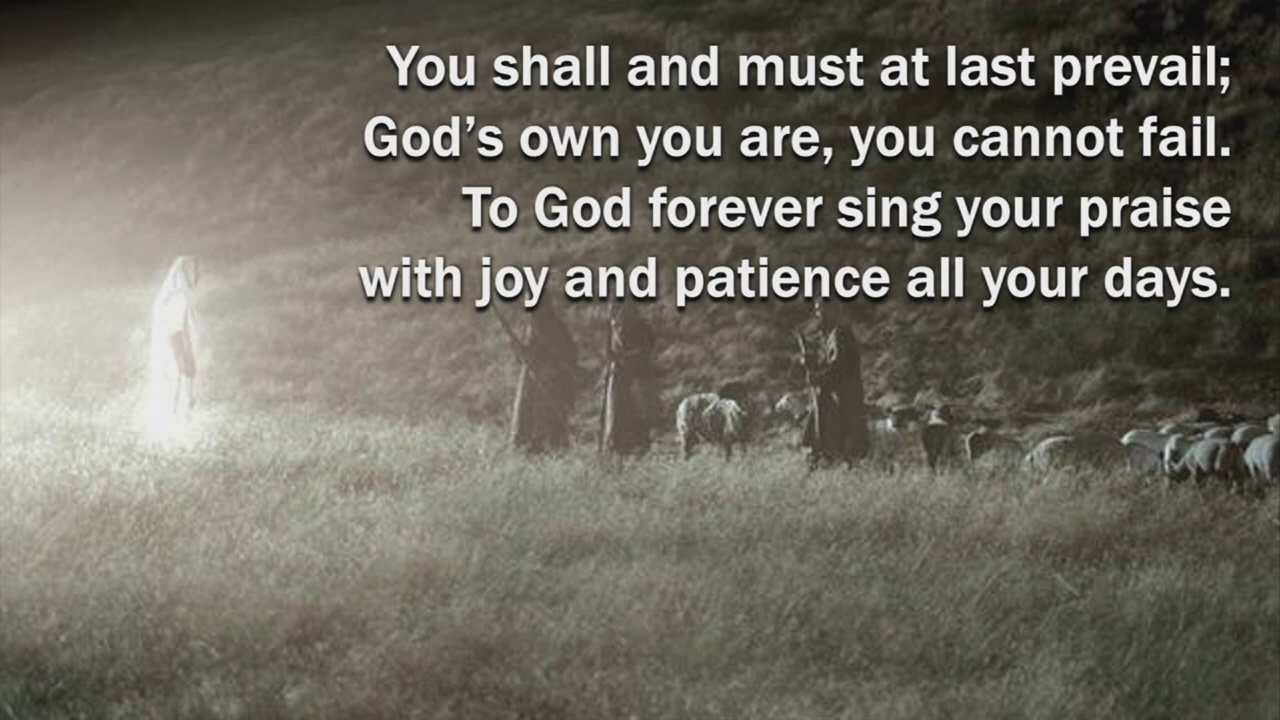 You shall and must at last prevail;
God’s own you are, you cannot fail.
To God forever sing your praise
with joy and patience all your days.